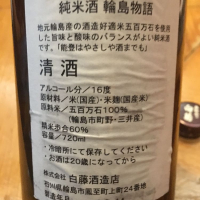 純米酒 輪島物語
地元輪島産の酒造好適米五百万石を使用
した旨味と酸味のバランスがよい純米酒
です。「能登はやさしや酒までも」
清酒
アルコール分／16度
原材料／米(国産)・米麹(国産米)
原料米／五百万石100%
(輪島市町野・三井産)
精米歩合60%
容量／720ml
・冷暗所にて保存してください
・お酒は20歳になってから
株式会社 白藤酒造店
石川県輪島市鳳至町上町24番地